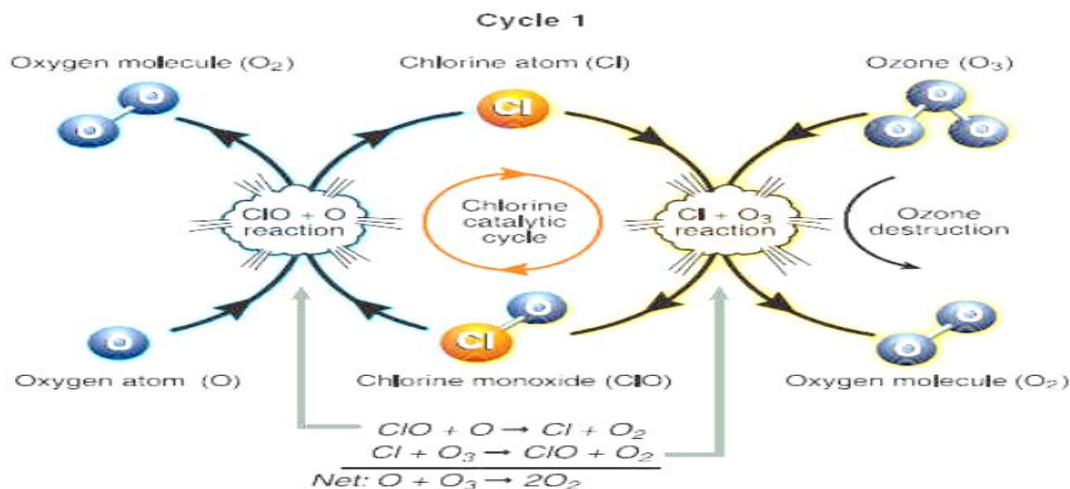 Cycle 1
Oxygen molecule (O₂)
Chlorine atom (Cl)
Ozone (O₃)
O
O
Cl
O
O
O
ClO + O
reaction
Chlorine
catalytic
cycle
Cl + O₃
reaction
Ozone
destruction
O
Cl
O
O
O
Oxygen atom (O)
Chlorine monoxide (ClO)
Oxygen molecule (O₂)
ClO + O → Cl + O₂
Cl + O₃ → ClO + O₂
Net: O + O₃ → 2O₂